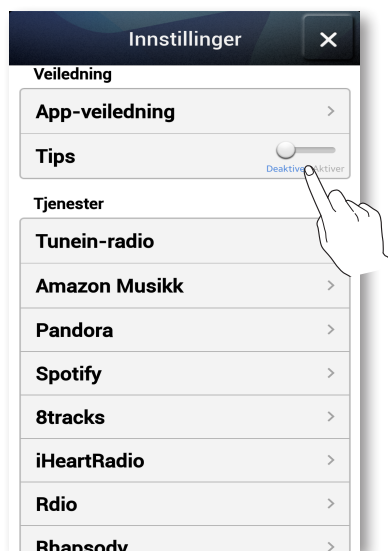 Innstillinger
Veiledning
App-veiledning
Tips
Deaktiver Aktiver
Tjenester
Tunein-radio
Amazon Musikk
Pandora
Spotify
8tracks
iHeartRadio
Rdio
Rhapsody